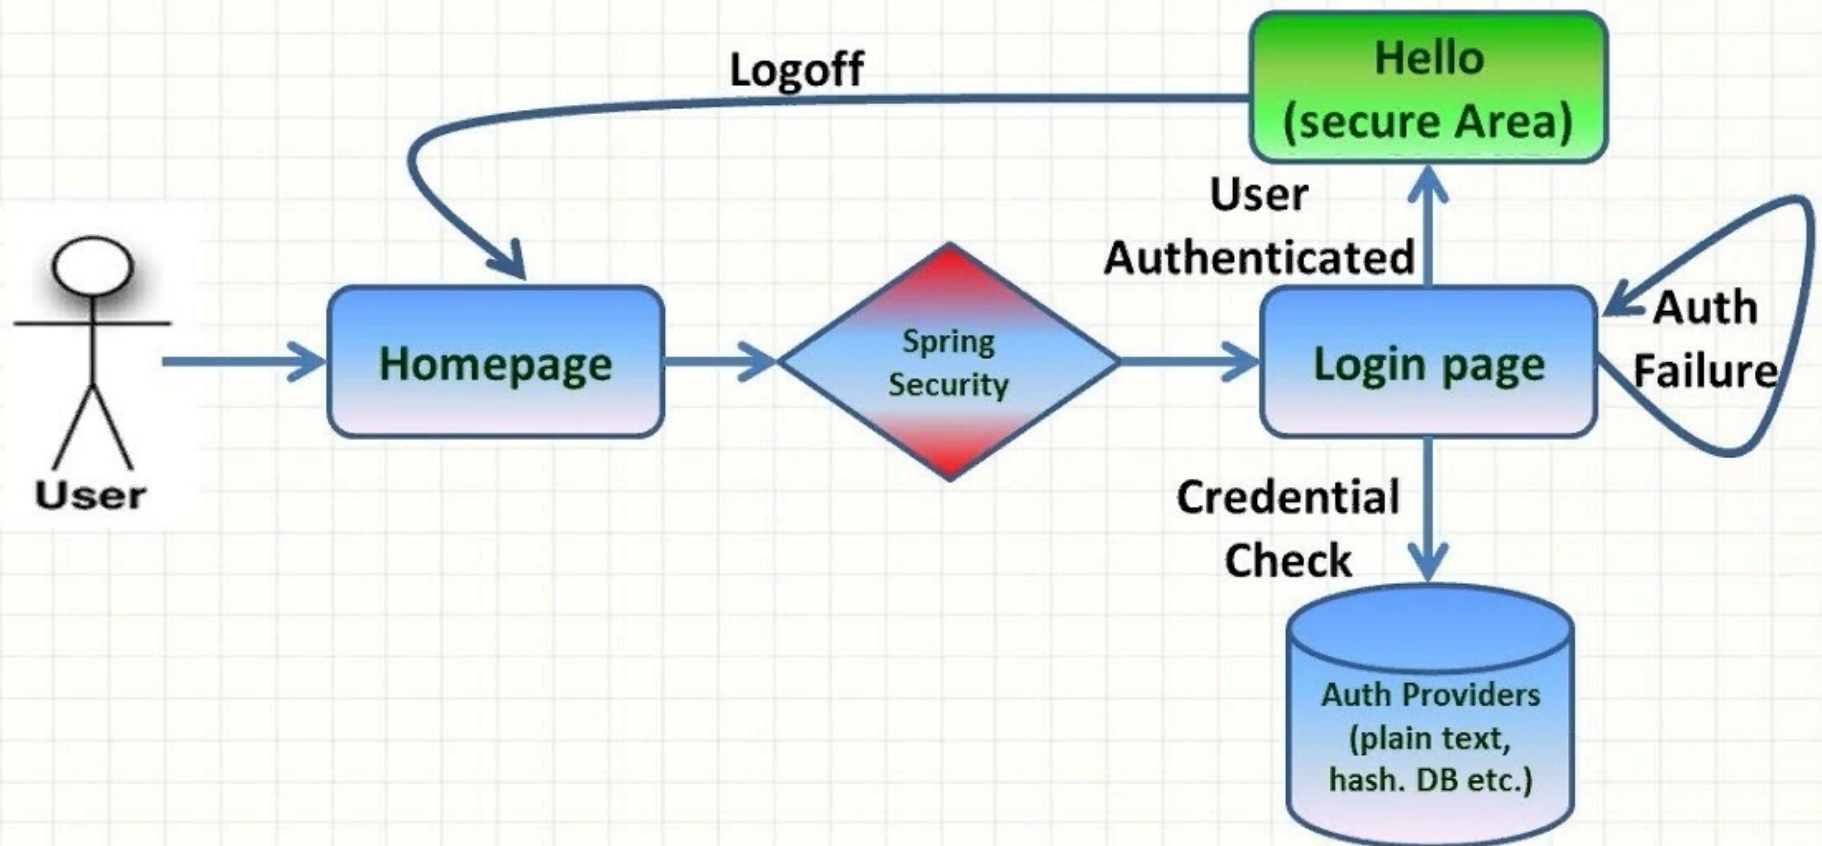 Logoff
Hello
(secure Area)
User
Authenticated
User
Homepage
Spring
Security
Login page
Auth
Failure
Credential
Check
Auth Providers
(plain text,
hash. DB etc.)